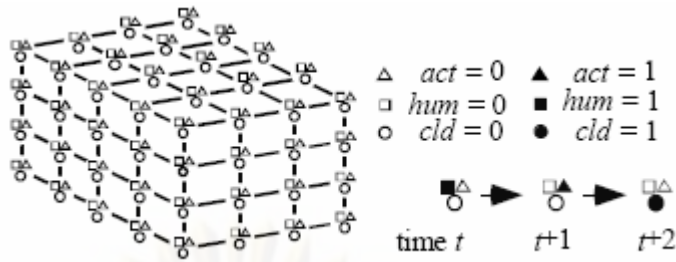 act = 0 act = 1
hum = 0 hum = 1
cld = 0 cld = 1
time t t+1 t+2